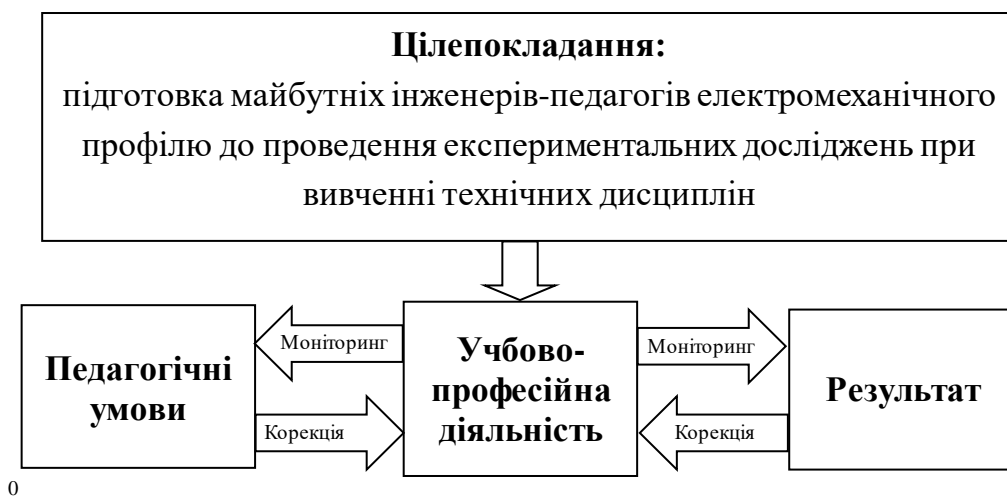 Цілепокладання:
підготовка майбутніх інженерів-педагогів електромеханічного
профілю до проведення експериментальних досліджень при
вивченні технічних дисциплін
Педагогічні
умови
Моніторинг
Корекція
Учбово-
професійна
діяльність
Моніторинг
Корекція
Результат
0